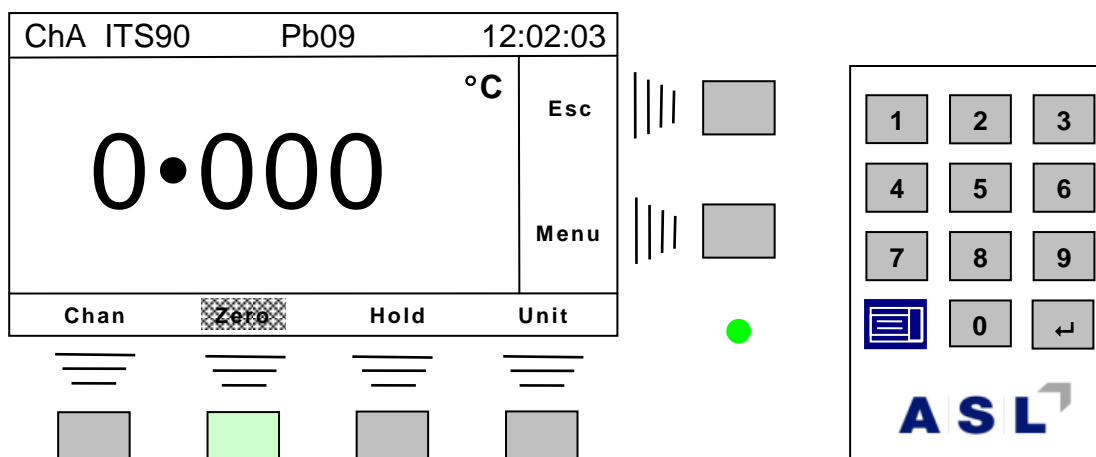 ChA ITS90 Pb09 12:02:03
°C
0•000
Esc
Menu
Chan Zero Hold Unit
1 2 3
4 5 6
7 8 9
0 ↵
ASL